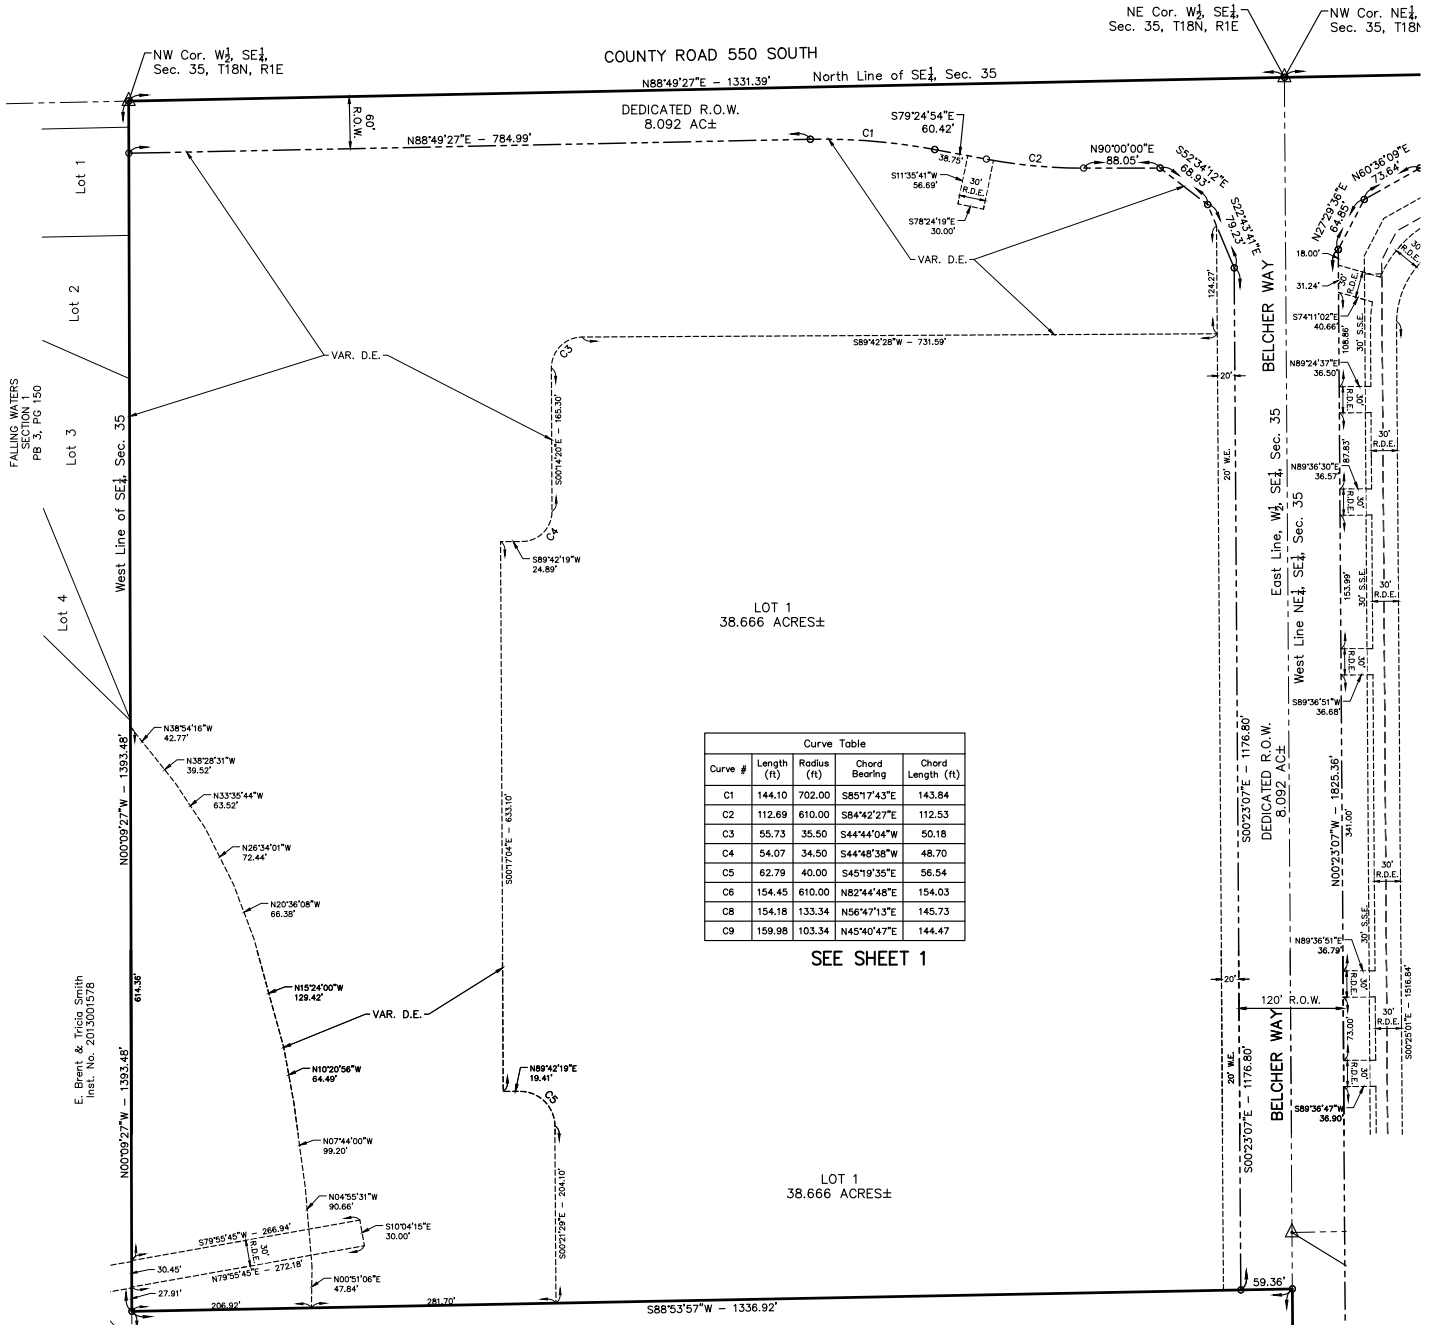 NE Cor. W½, SE¼,
Sec. 35, T18N, R1E
NW Cor. NE¼,
Sec. 35, T18N
NW Cor. W½, SE¼,
Sec. 35, T18N, R1E
COUNTY ROAD 550 SOUTH
N88°49'27"E - 1331.39'
North Line of SE¼, Sec. 35
60'
R.O.W.
DEDICATED R.O.W.
8.092 AC±
N88°49'27"E - 784.99'
C1
S79°24'54"E
60.42'
38.75'
C2
N90°00'00"E
88.05'
S52°34'12"E
68.93'
S22°43'41"E
79.23'
S11°35'41"W
56.69'
30'
R.D.E.
S78°24'19"E
30.00'
N60°36'09"E
73.64'
N27°29'36"E
64.85'
18.00'
31.24'
30'
R.D.E.
30'
R.D.E.
S74°11'02"E
40.66'
108.86'
30' S.S.E.
N89°24'37"E
36.50'
30'
R.D.E.
87.83'
30'
R.D.E.
N89°36'30"E
36.57'
30'
R.D.E.
153.99'
30' S.S.E.
30'
R.D.E.
30'
R.D.E.
S89°36'51"W
36.68'
Lot 1
Lot 2
Lot 3
Lot 4
FALLING WATERS
SECTION 1
PB 3, PG 150
West Line of SE¼, Sec. 35
VAR. D.E.
VAR. D.E.
124.27'
S89°42'28"W - 731.59'
C3
S00°14'20"E - 165.30'
C4
S89°42'19"W
24.89'
20'
20' W.E.
BELCHER WAY
East Line, W½, SE¼, Sec. 35
West Line NE¼, SE¼, Sec. 35
LOT 1
38.666 ACRES±
N38°54'16"W
42.77'
N38°28'31"W
39.52'
N33°35'44"W
63.52'
N26°34'01"W
72.44'
N20°36'08"W
66.38'
N15°24'00"W
129.42'
N10°20'56"W
64.49'
N07°44'00"W
99.20'
N04°55'31"W
90.66'
N00°09'27"W - 1393.48'
614.36'
N00°09'27"W - 1393.48'
E. Brent & Tricia Smith
Inst. No. 2013001578
VAR. D.E.
S00°17'04"E - 633.10'
Curve Table
Curve # Length (ft) Radius (ft) Chord Bearing Chord Length (ft)
C1 144.10 702.00 S85°17'43"E 143.84
C2 112.69 610.00 S84°42'27"E 112.53
C3 55.73 35.50 S44°44'04"W 50.18
C4 54.07 34.50 S44°48'38"W 48.70
C5 62.79 40.00 S45°19'35"E 56.54
C6 154.45 610.00 N82°44'48"E 154.03
C8 154.18 133.34 N56°47'13"E 145.73
C9 159.98 103.34 N45°40'47"E 144.47
SEE SHEET 1
S00°23'07"E - 1176.80'
DEDICATED R.O.W.
8.092 AC±
N00°23'07"W - 1825.36'
341.00'
30'
R.D.E.
30' S.S.E.
N89°36'51"E
36.79'
30'
R.D.E.
S00°25'01"E - 1516.84'
20'
120' R.O.W.
73.00'
30'
R.D.E.
30'
R.D.E.
S89°36'47"W
36.90'
20' W.E.
S00°23'07"E - 1176.80'
BELCHER WAY
N89°42'19"E
19.41'
C5
S00°21'29"E - 204.10'
LOT 1
38.666 ACRES±
S79°55'45"W - 266.94'
30'
R.D.E.
S10°04'15"E
30.00'
N79°55'45"E - 272.18'
30.45'
27.91'
N00°51'06"E
47.84'
206.92'
281.70'
S88°53'57"W - 1336.92'
59.36'